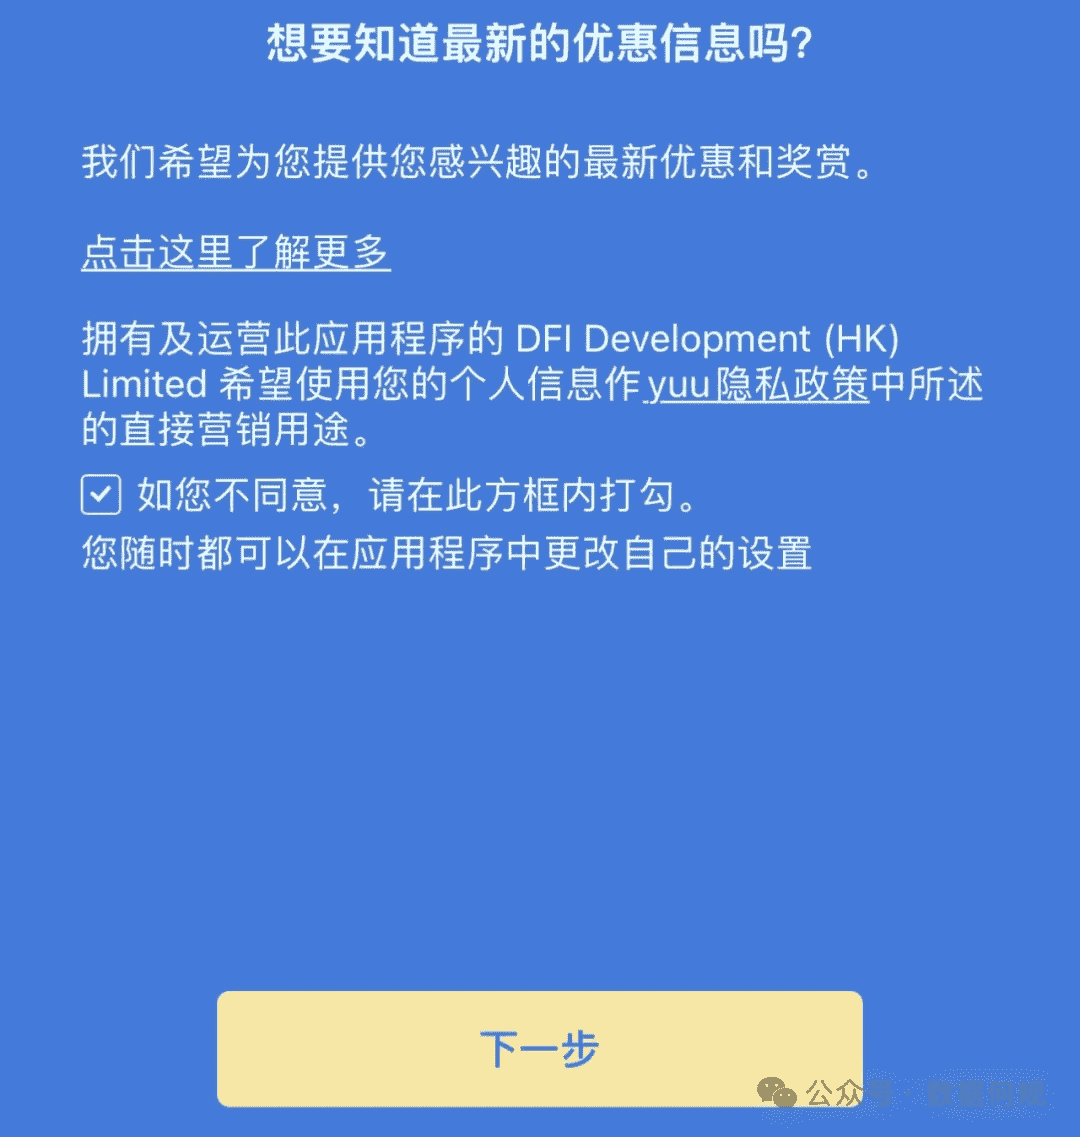 想要知道最新的优惠信息吗?
我们希望为您提供您感兴趣的最新优惠和奖赏。
点击这里了解更多
拥有及运营此应用程序的 DFI Development (HK)
Limited 希望使用您的个人信息作 yuu 隐私政策中所述
的直接营销用途。
如您不同意，请在此方框内打勾。
您随时都可以在应用程序中更改自己的设置
下一步
公众号 ·